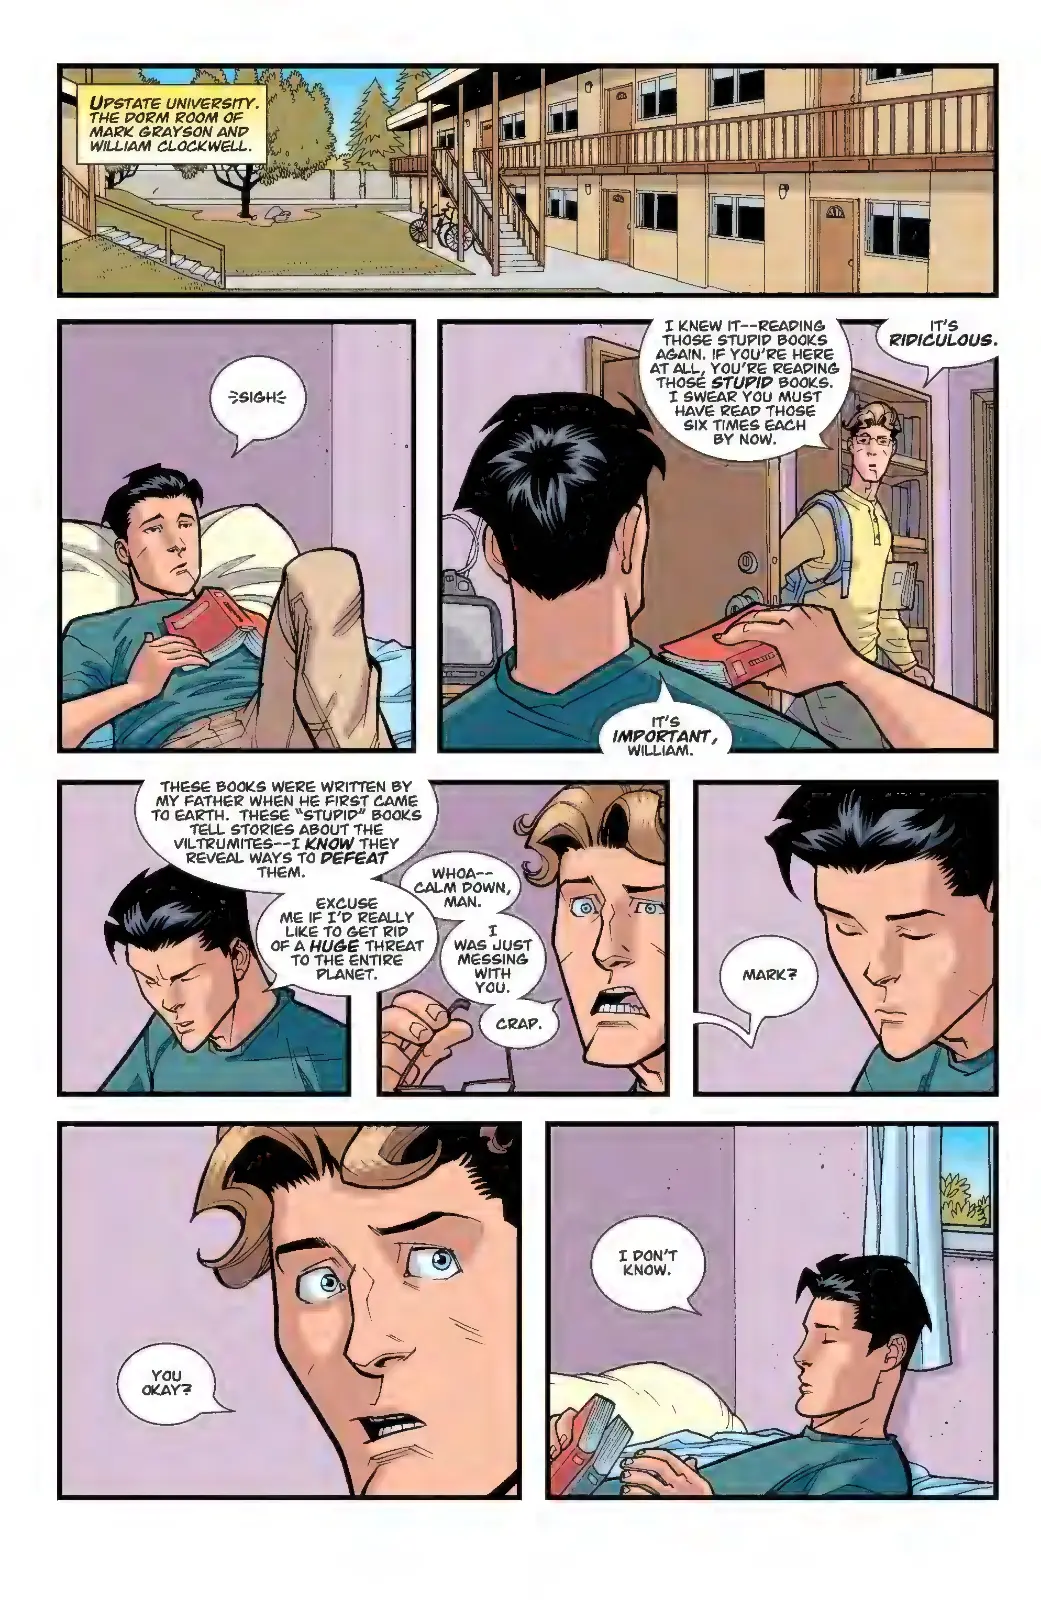 UPSTATE UNIVERSITY.
THE DORM ROOM OF
MARK GRAYSON AND
WILLIAM CLOCKWELL.
SIGH
I KNEW IT--READING
THOSE STUPID BOOKS
AGAIN. IF YOU'RE HERE
AT ALL, YOU'RE READING
THOSE STUPID BOOKS.
I SWEAR YOU MUST
HAVE READ THOSE
SIX TIMES EACH
BY NOW.
IT'S
RIDICULOUS.
IT'S
IMPORTANT,
WILLIAM.
THESE BOOKS WERE WRITTEN BY
MY FATHER WHEN HE FIRST CAME
TO EARTH. THESE "STUPID" BOOKS
TELL STORIES ABOUT THE
VILTRUMITES--I KNOW THEY
REVEAL WAYS TO DEFEAT
THEM.
EXCUSE
ME IF I'D REALLY
LIKE TO GET RID
OF A HUGE THREAT
TO THE ENTIRE
PLANET.
WHOA--
CALM DOWN,
MAN.
I
WAS JUST
MESSING
WITH
YOU.
CRAP.
MARK?
YOU
OKAY?
I DON'T
KNOW.